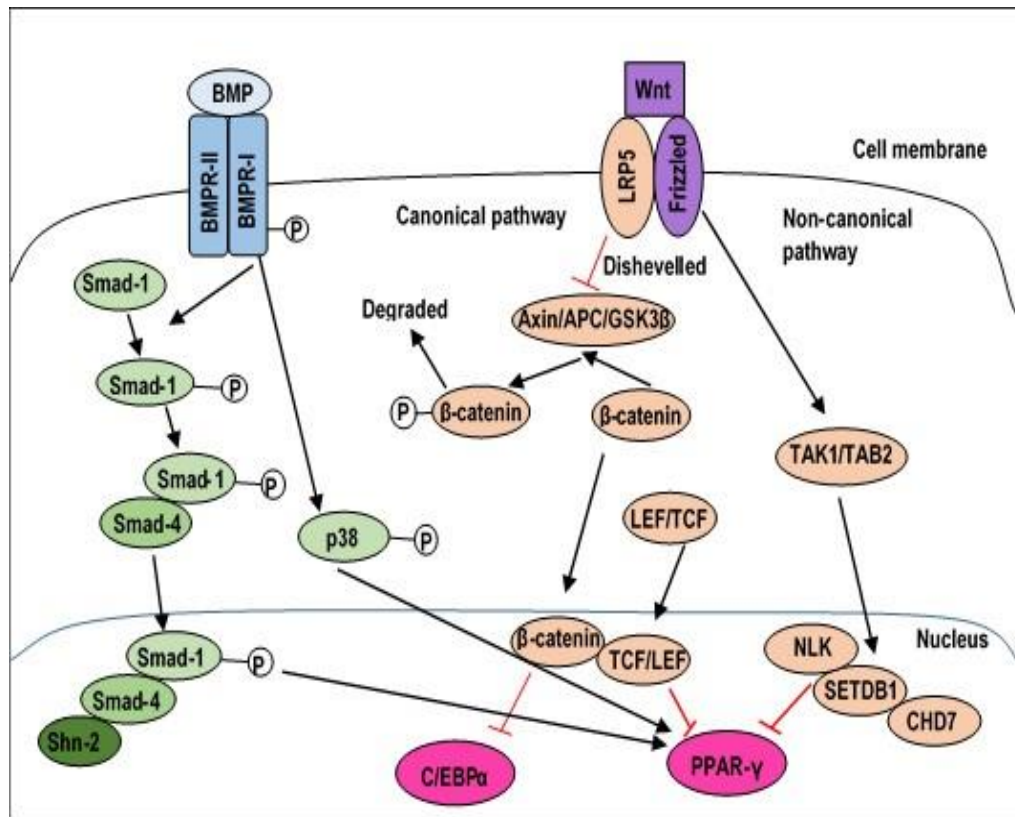 BMP
BMPR-II
BMPR-I
P
Smad-1
Smad-1
P
Smad-1
P
Smad-4
p38
P
Smad-1
P
Smad-4
Shn-2
Wnt
LRP5
Frizzled
Cell membrane
Canonical pathway
Non-canonical
pathway
Dishevelled
Axin/APC/GSK3β
Degraded
P
β-catenin
β-catenin
TAK1/TAB2
LEF/TCF
β-catenin
TCF/LEF
Nucleus
NLK
SETDB1
CHD7
C/EBPα
PPAR-γ